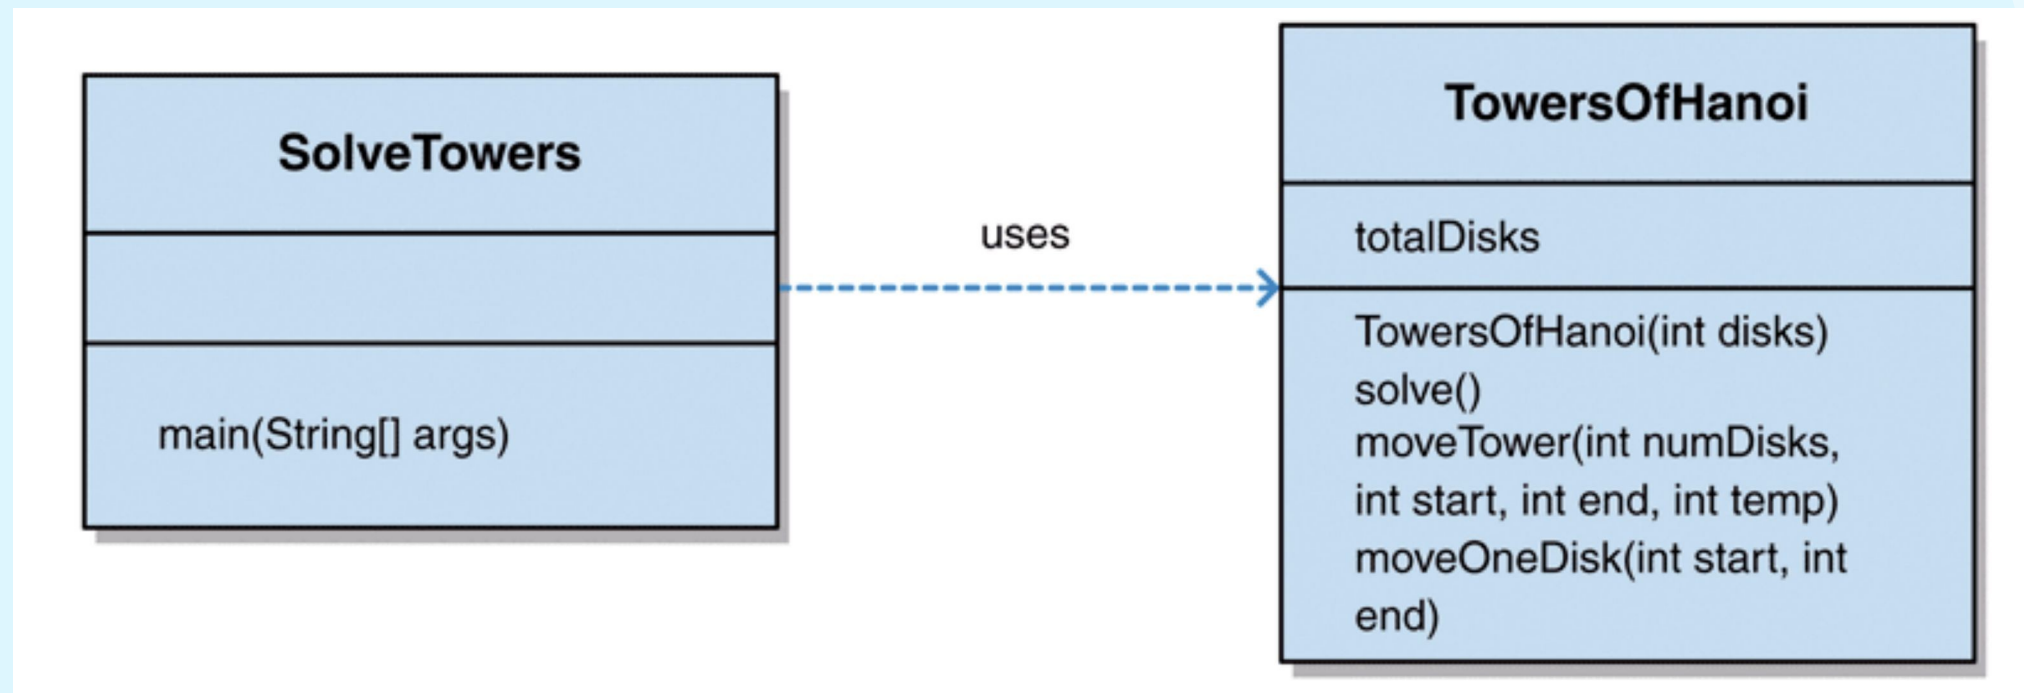 SolveTowers
main(String[] args)
uses
TowersOfHanoi
totalDisks
TowersOfHanoi(int disks)
solve()
moveTower(int numDisks,
int start, int end, int temp)
moveOneDisk(int start, int
end)